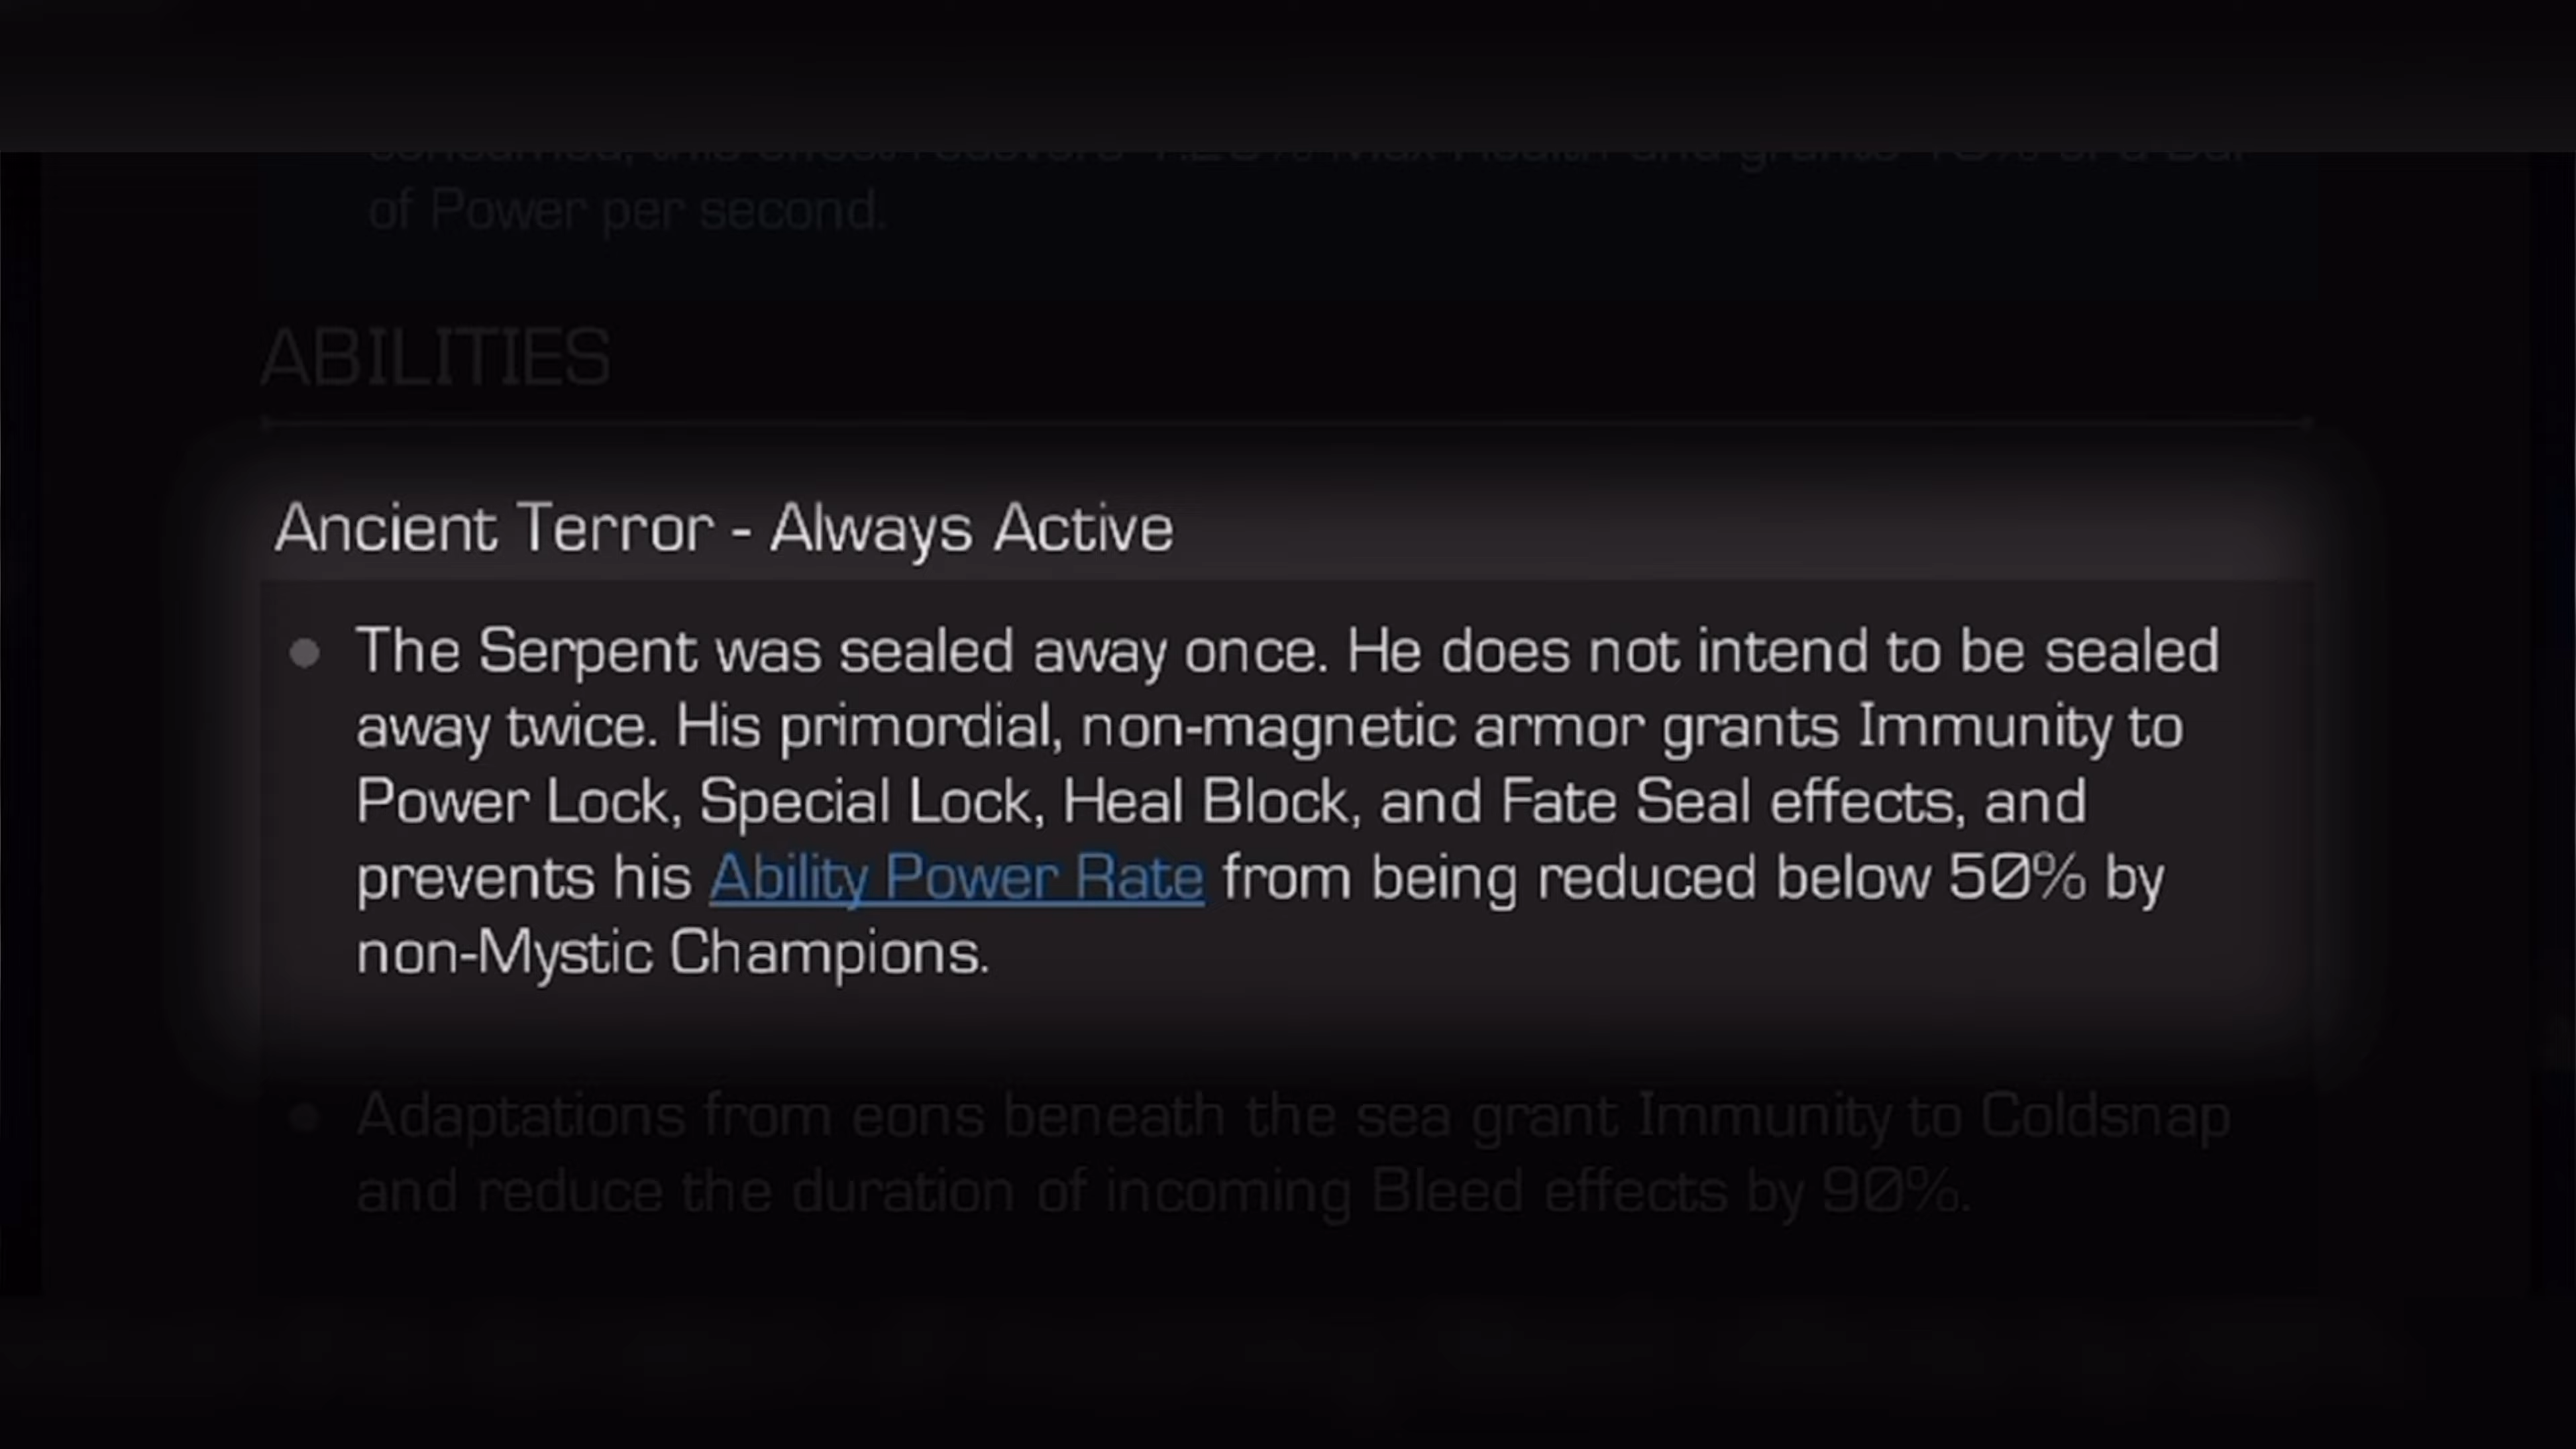 of Power per second.
ABILITIES
Ancient Terror - Always Active
The Serpent was sealed away once. He does not intend to be sealed
away twice. His primordial, non-magnetic armor grants Immunity to
Power Lock, Special Lock, Heal Block, and Fate Seal effects, and
prevents his Ability Power Rate from being reduced below 50% by
non-Mystic Champions.
Adaptations from eons beneath the sea grant Immunity to Coldsnap
and reduce the duration of incoming Bleed effects by 90%.